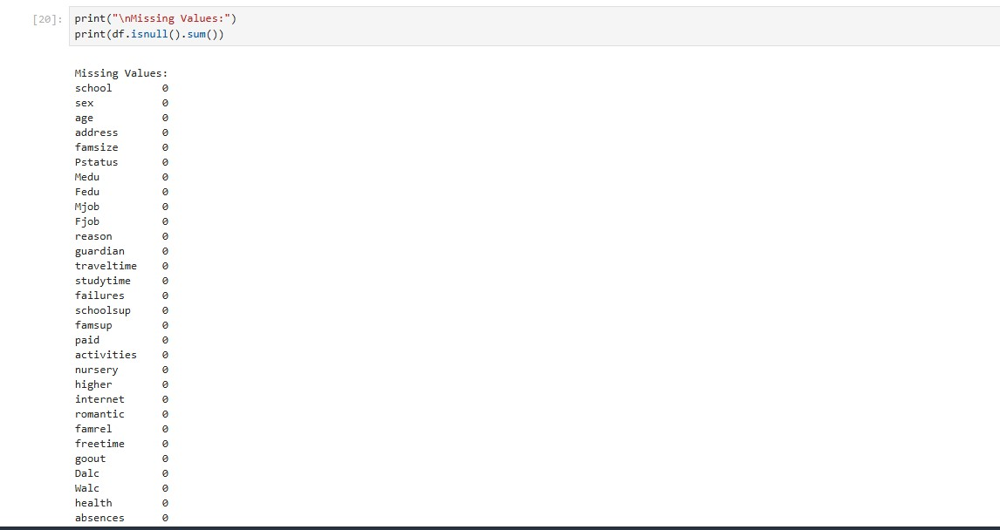 [20]: print("\nMissing Values:")
print(df.isnull().sum())
Missing Values:
school 0
sex 0
age 0
address 0
famsize 0
Pstatus 0
Medu 0
Fedu 0
Mjob 0
Fjob 0
reason 0
guardian 0
traveltime 0
studytime 0
failures 0
schoolsup 0
famsup 0
paid 0
activities 0
nursery 0
higher 0
internet 0
romantic 0
famrel 0
freetime 0
goout 0
Dalc 0
Walc 0
health 0
absences 0